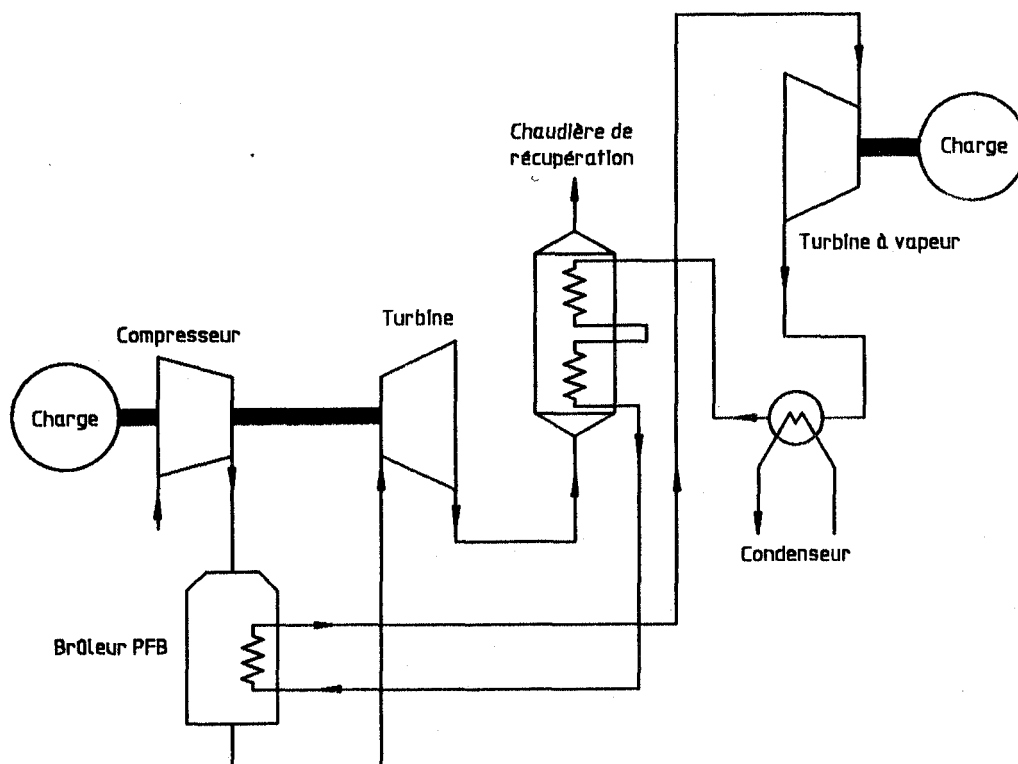 Chaudière de
récupération
Charge
Turbine à vapeur
Turbine
Compresseur
Charge
Condenseur
Brûleur PFB